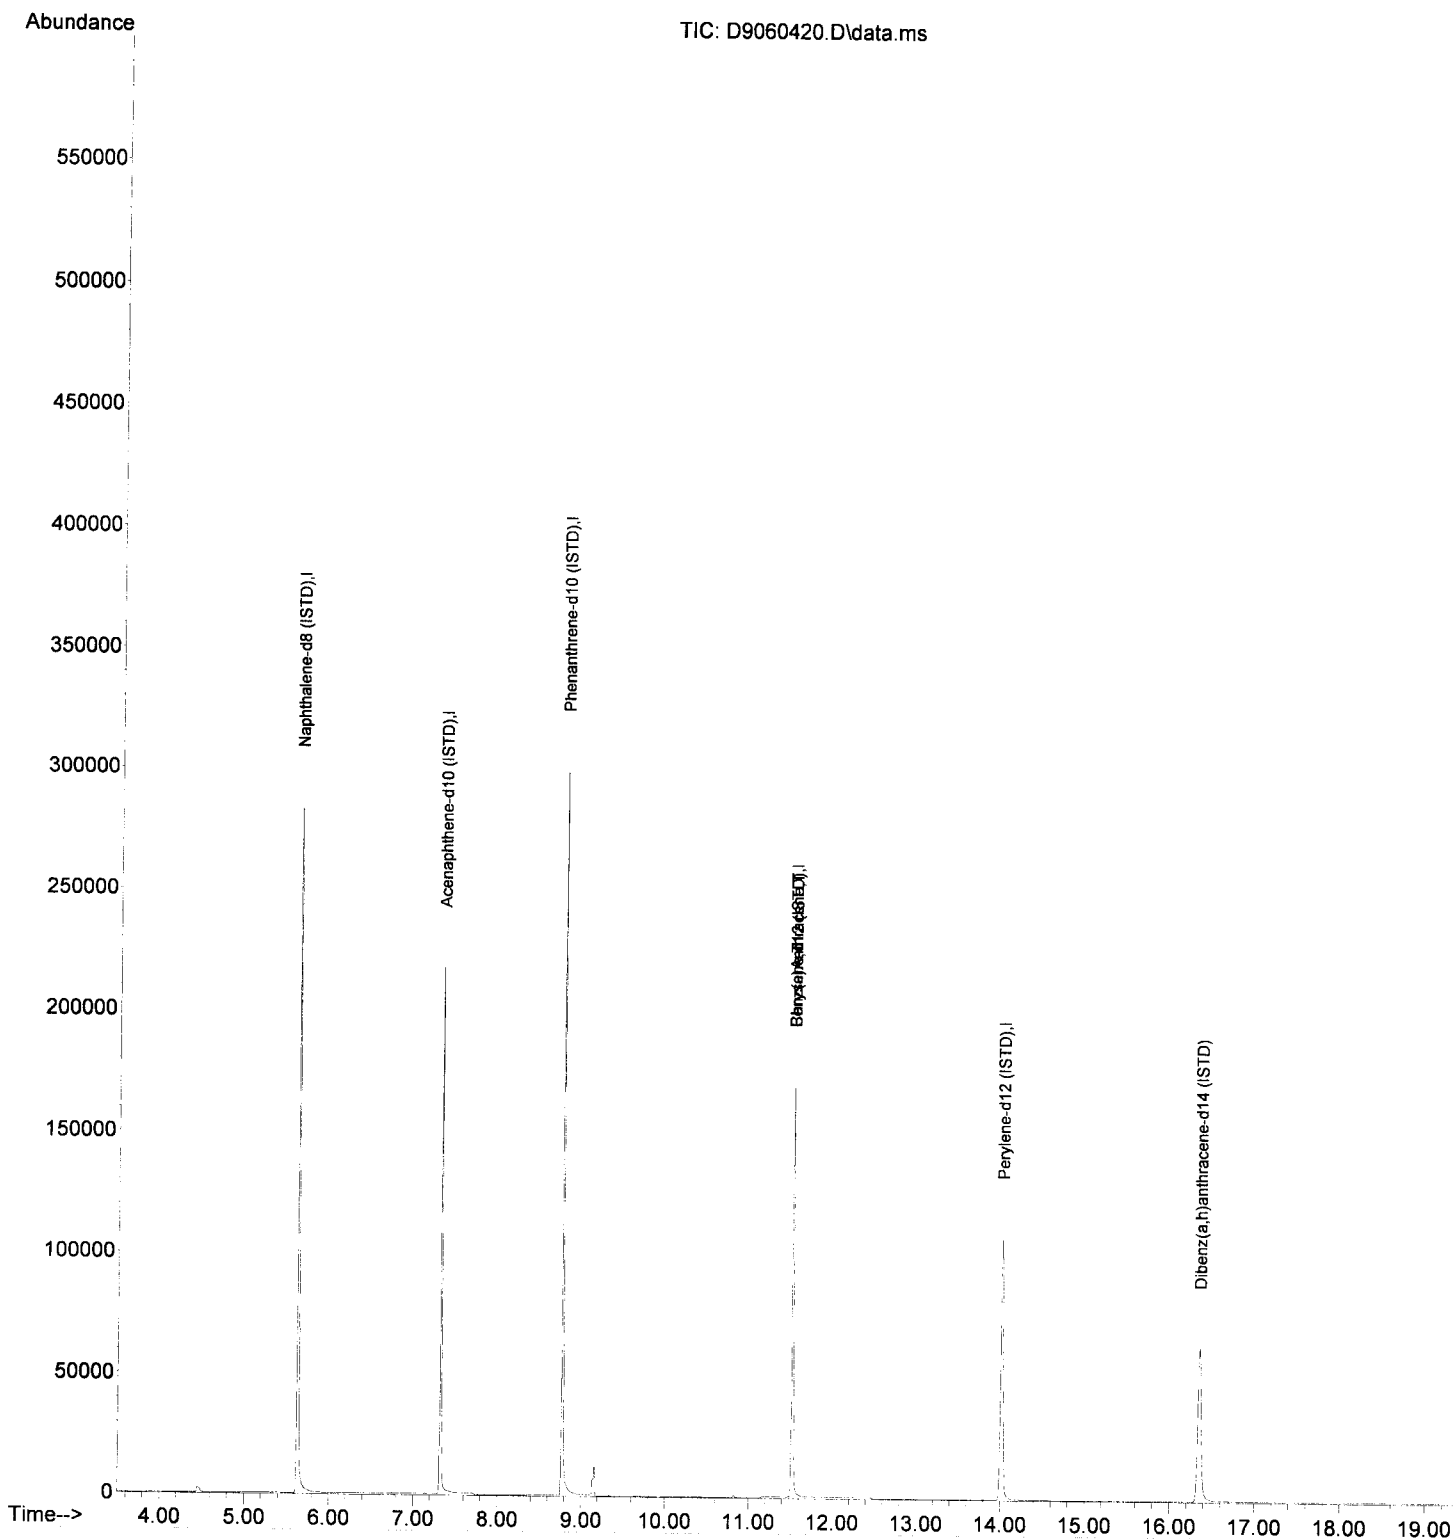 Abundance
TIC: D9060420.D\data.ms
550000
500000
450000
400000
350000
300000
250000
200000
150000
100000
50000
0
Naphthalene-d8 (ISTD),I
Acenaphthene-d10 (ISTD),I
Phenanthrene-d10 (ISTD),I
Perylene-d12 (ISTD),I
Dibenz(a,h)anthracene-d14 (ISTD)
Time-->
4.00 5.00 6.00 7.00 8.00 9.00 10.00 11.00 12.00 13.00 14.00 15.00 16.00 17.00 18.00 19.00